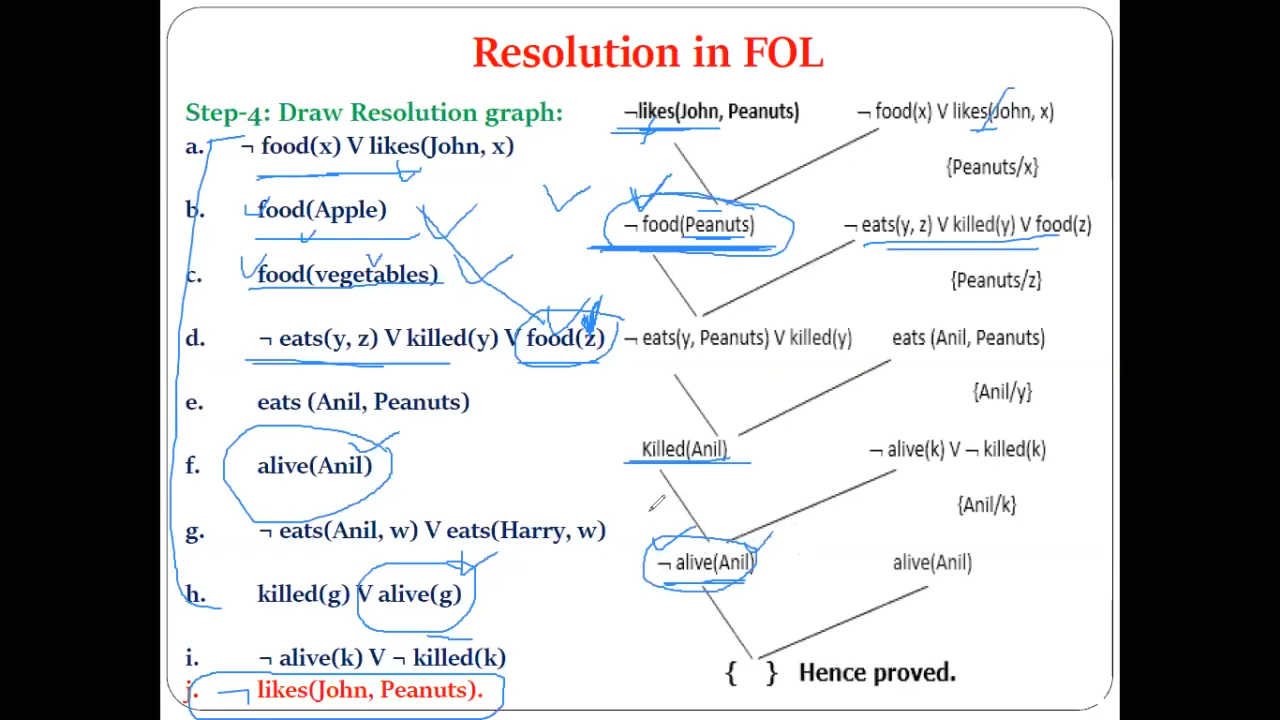 Resolution in FOL
Step-4: Draw Resolution graph:
a. ¬ food(x) V likes(John, x)
b. food(Apple)
c. food(vegetables)
d. ¬ eats(y, z) V killed(y) V food(z)
e. eats (Anil, Peanuts)
f. alive(Anil)
g. ¬ eats(Anil, w) V eats(Harry, w)
h. killed(g) V alive(g)
i. ¬ alive(k) V ¬ killed(k)
j. ¬ likes(John, Peanuts).
¬likes(John, Peanuts) ¬ food(x) V likes(John, x)
{Peanuts/x}
¬ food(Peanuts) ¬ eats(y, z) V killed(y) V food(z)
{Peanuts/z}
¬ eats(y, Peanuts) V killed(y) eats (Anil, Peanuts)
{Anil/y}
Killed(Anil) ¬ alive(k) V ¬ killed(k)
{Anil/k}
¬ alive(Anil) alive(Anil)
{ } Hence proved.